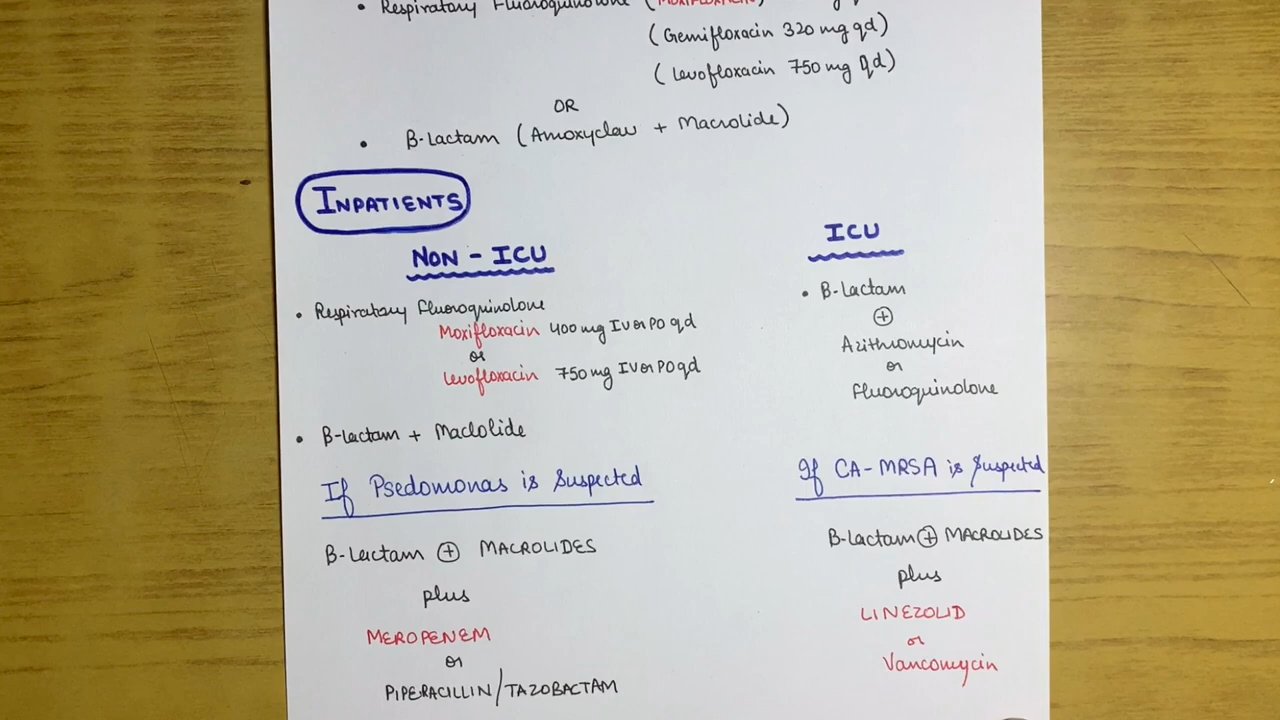 • Respiratory Fluoroquinolone (Moxifloxacin)
(Gemifloxacin 320 mg qd)
(Levofloxacin 750 mg qd)
OR
• B-Lactam (Amoxyclav + Macrolide)
INPATIENTS
NON - ICU
• Respiratory Fluoroquinolone
Moxifloxacin 400 mg IV or PO qd
or
Levofloxacin 750 mg IV or PO qd
• B-lactam + Maclolide
If Psedomonas is Suspected
B-Lactam + MACROLIDES
plus
MEROPENEM
or
PIPERACILLIN/TAZOBACTAM
ICU
• B-Lactam
+
Azithromycin
or
Fluoroquinolone
If CA-MRSA is Suspected
B-Lactam + MACROLIDES
plus
LINEZOLID
or
Vancomycin